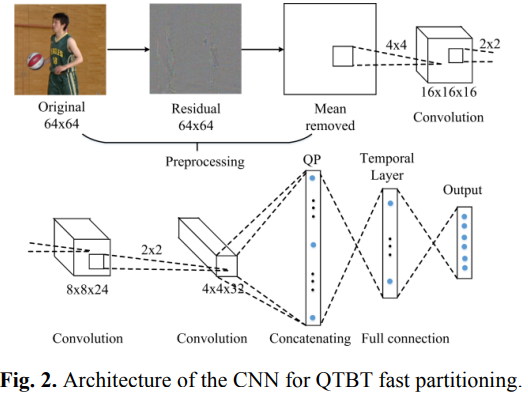 4x4
2x2
16x16x16
Original
64x64
Residual
64x64
Mean
removed
Convolution
Preprocessing
QP
Temporal
Layer
Output
2x2
8x8x24
4x4x32
Convolution
Convolution
Concatenating
Full connection
Fig. 2. Architecture of the CNN for QTBT fast partitioning.